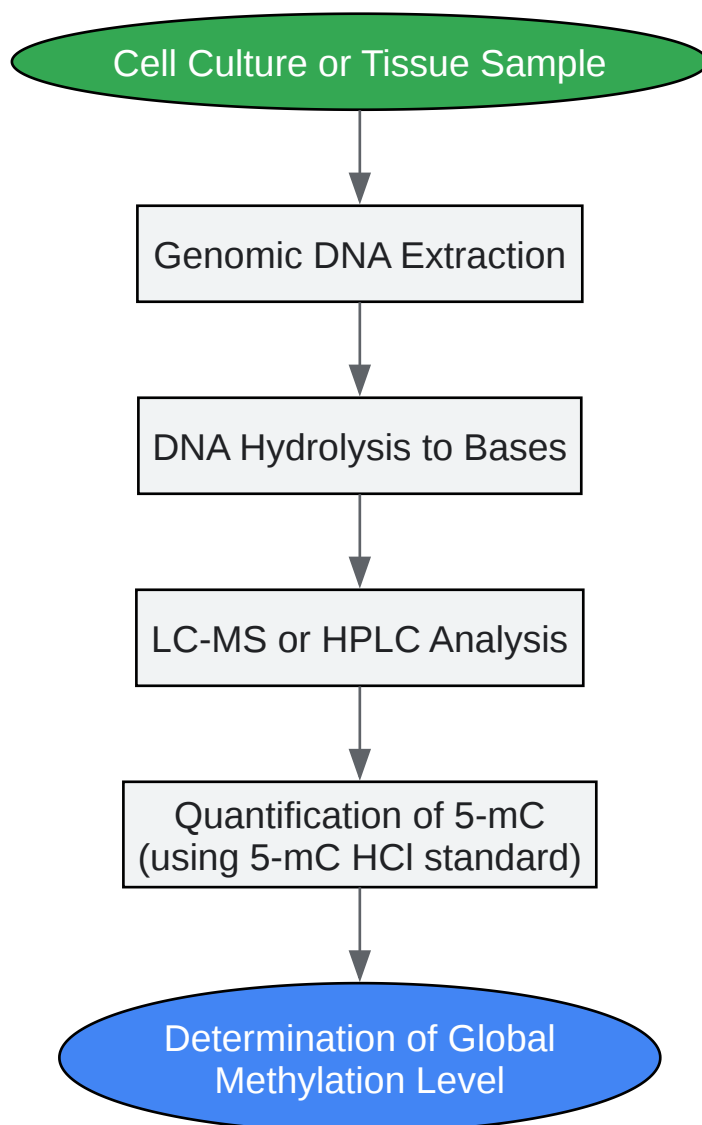 Cell Culture or Tissue Sample
Genomic DNA Extraction
DNA Hydrolysis to Bases
LC-MS or HPLC Analysis
Quantification of 5-mC
(using 5-mC HCl standard)
Determination of Global
Methylation Level